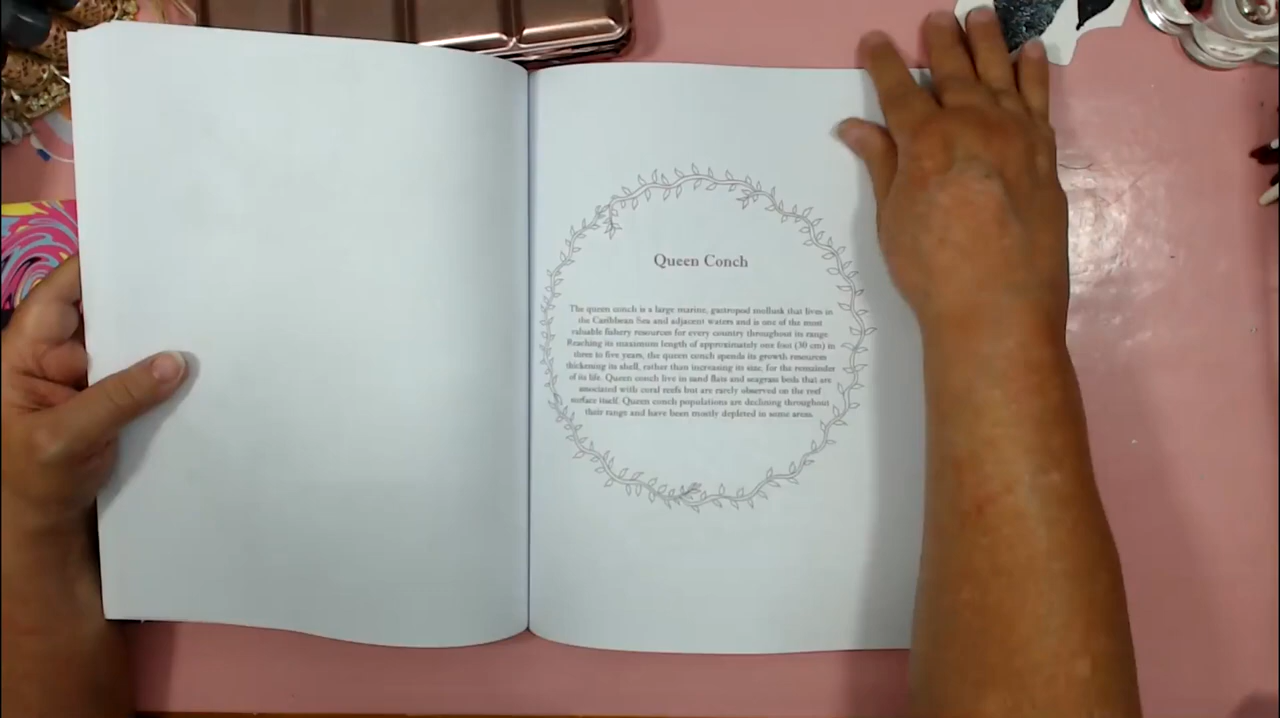 Queen Conch
The queen conch is a large marine, gastropod mollusk that lives in
the Caribbean Sea and adjacent waters and is one of the most
valuable fishery resources for every country throughout its range.
Reaching its maximum length of approximately one foot (30 cm) in
three to five years, the queen conch spends its growth resources
thickening its shell, rather than increasing its size, for the remainder
of its life. Queen conch live in sand flats and seagrass beds that are
associated with coral reefs but are rarely observed on the reef
surface itself. Queen conch populations are declining throughout
their range and have been mostly depleted in some areas.